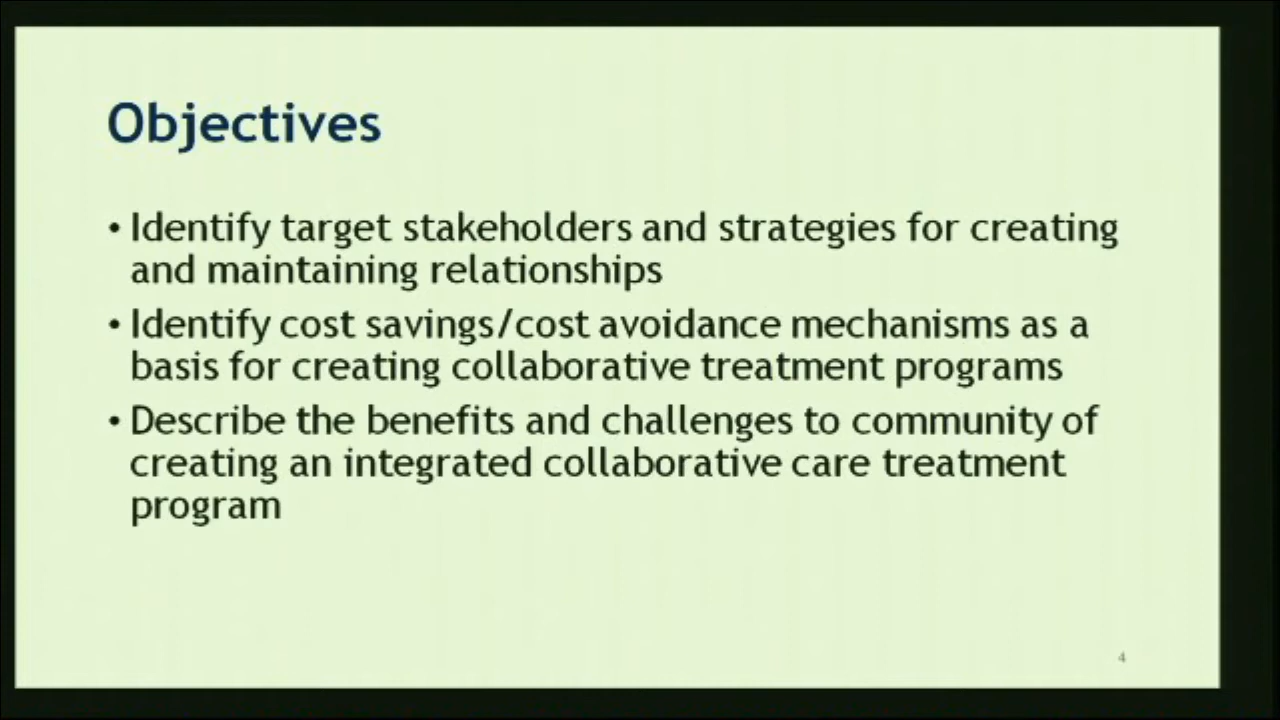 Objectives
• Identify target stakeholders and strategies for creating
and maintaining relationships
• Identify cost savings/cost avoidance mechanisms as a
basis for creating collaborative treatment programs
• Describe the benefits and challenges to community of
creating an integrated collaborative care treatment
program
4